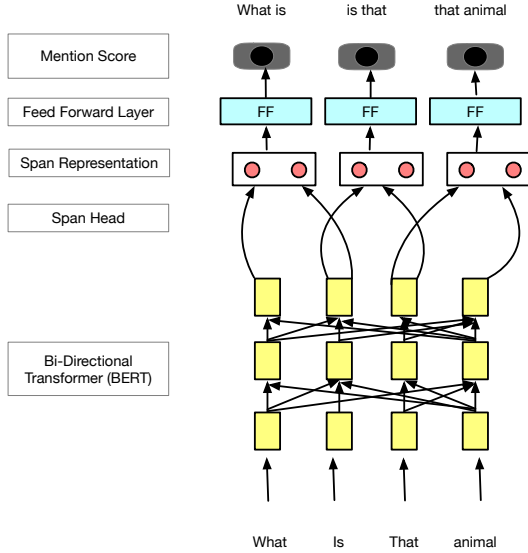 What is is that that animal
Mention Score
Feed Forward Layer FF FF FF
Span Representation
Span Head
Bi-Directional
Transformer (BERT)
What Is That animal